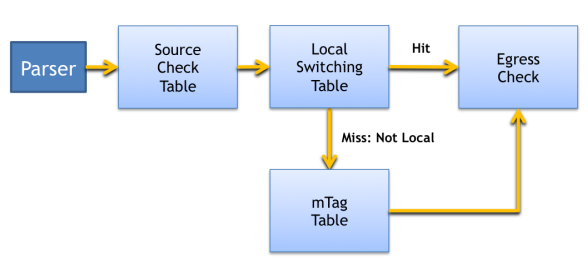 Parser
Source
Check
Table
Local
Switching
Table
Hit
Egress
Check
Miss: Not Local
mTag
Table